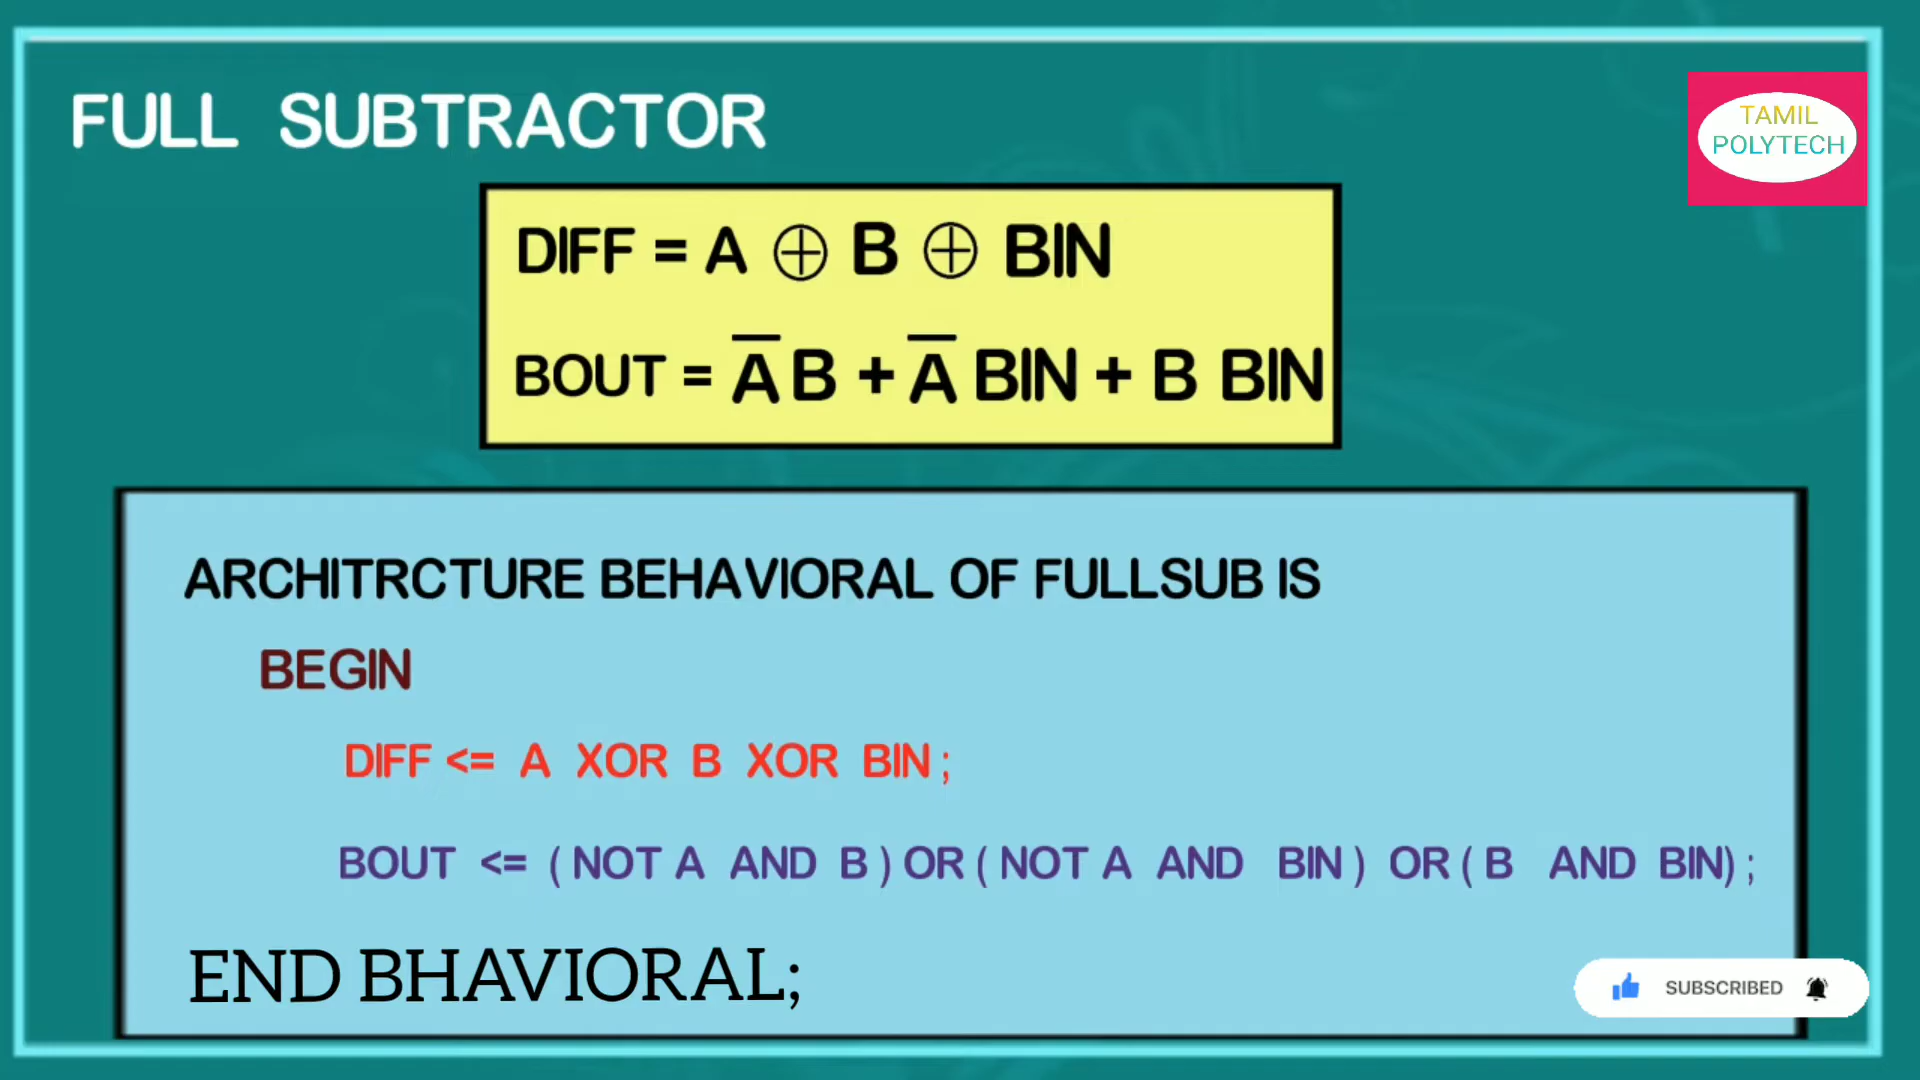 FULL SUBTRACTOR
TAMIL
POLYTECH
DIFF = A ⊕ B ⊕ BIN
BOUT = A̅ B + A̅ BIN + B BIN
ARCHITRCTURE BEHAVIORAL OF FULLSUB IS
BEGIN
DIFF <= A XOR B XOR BIN ;
BOUT <= ( NOT A AND B ) OR ( NOT A AND BIN ) OR ( B AND BIN) ;
END BHAVIORAL;
SUBSCRIBED